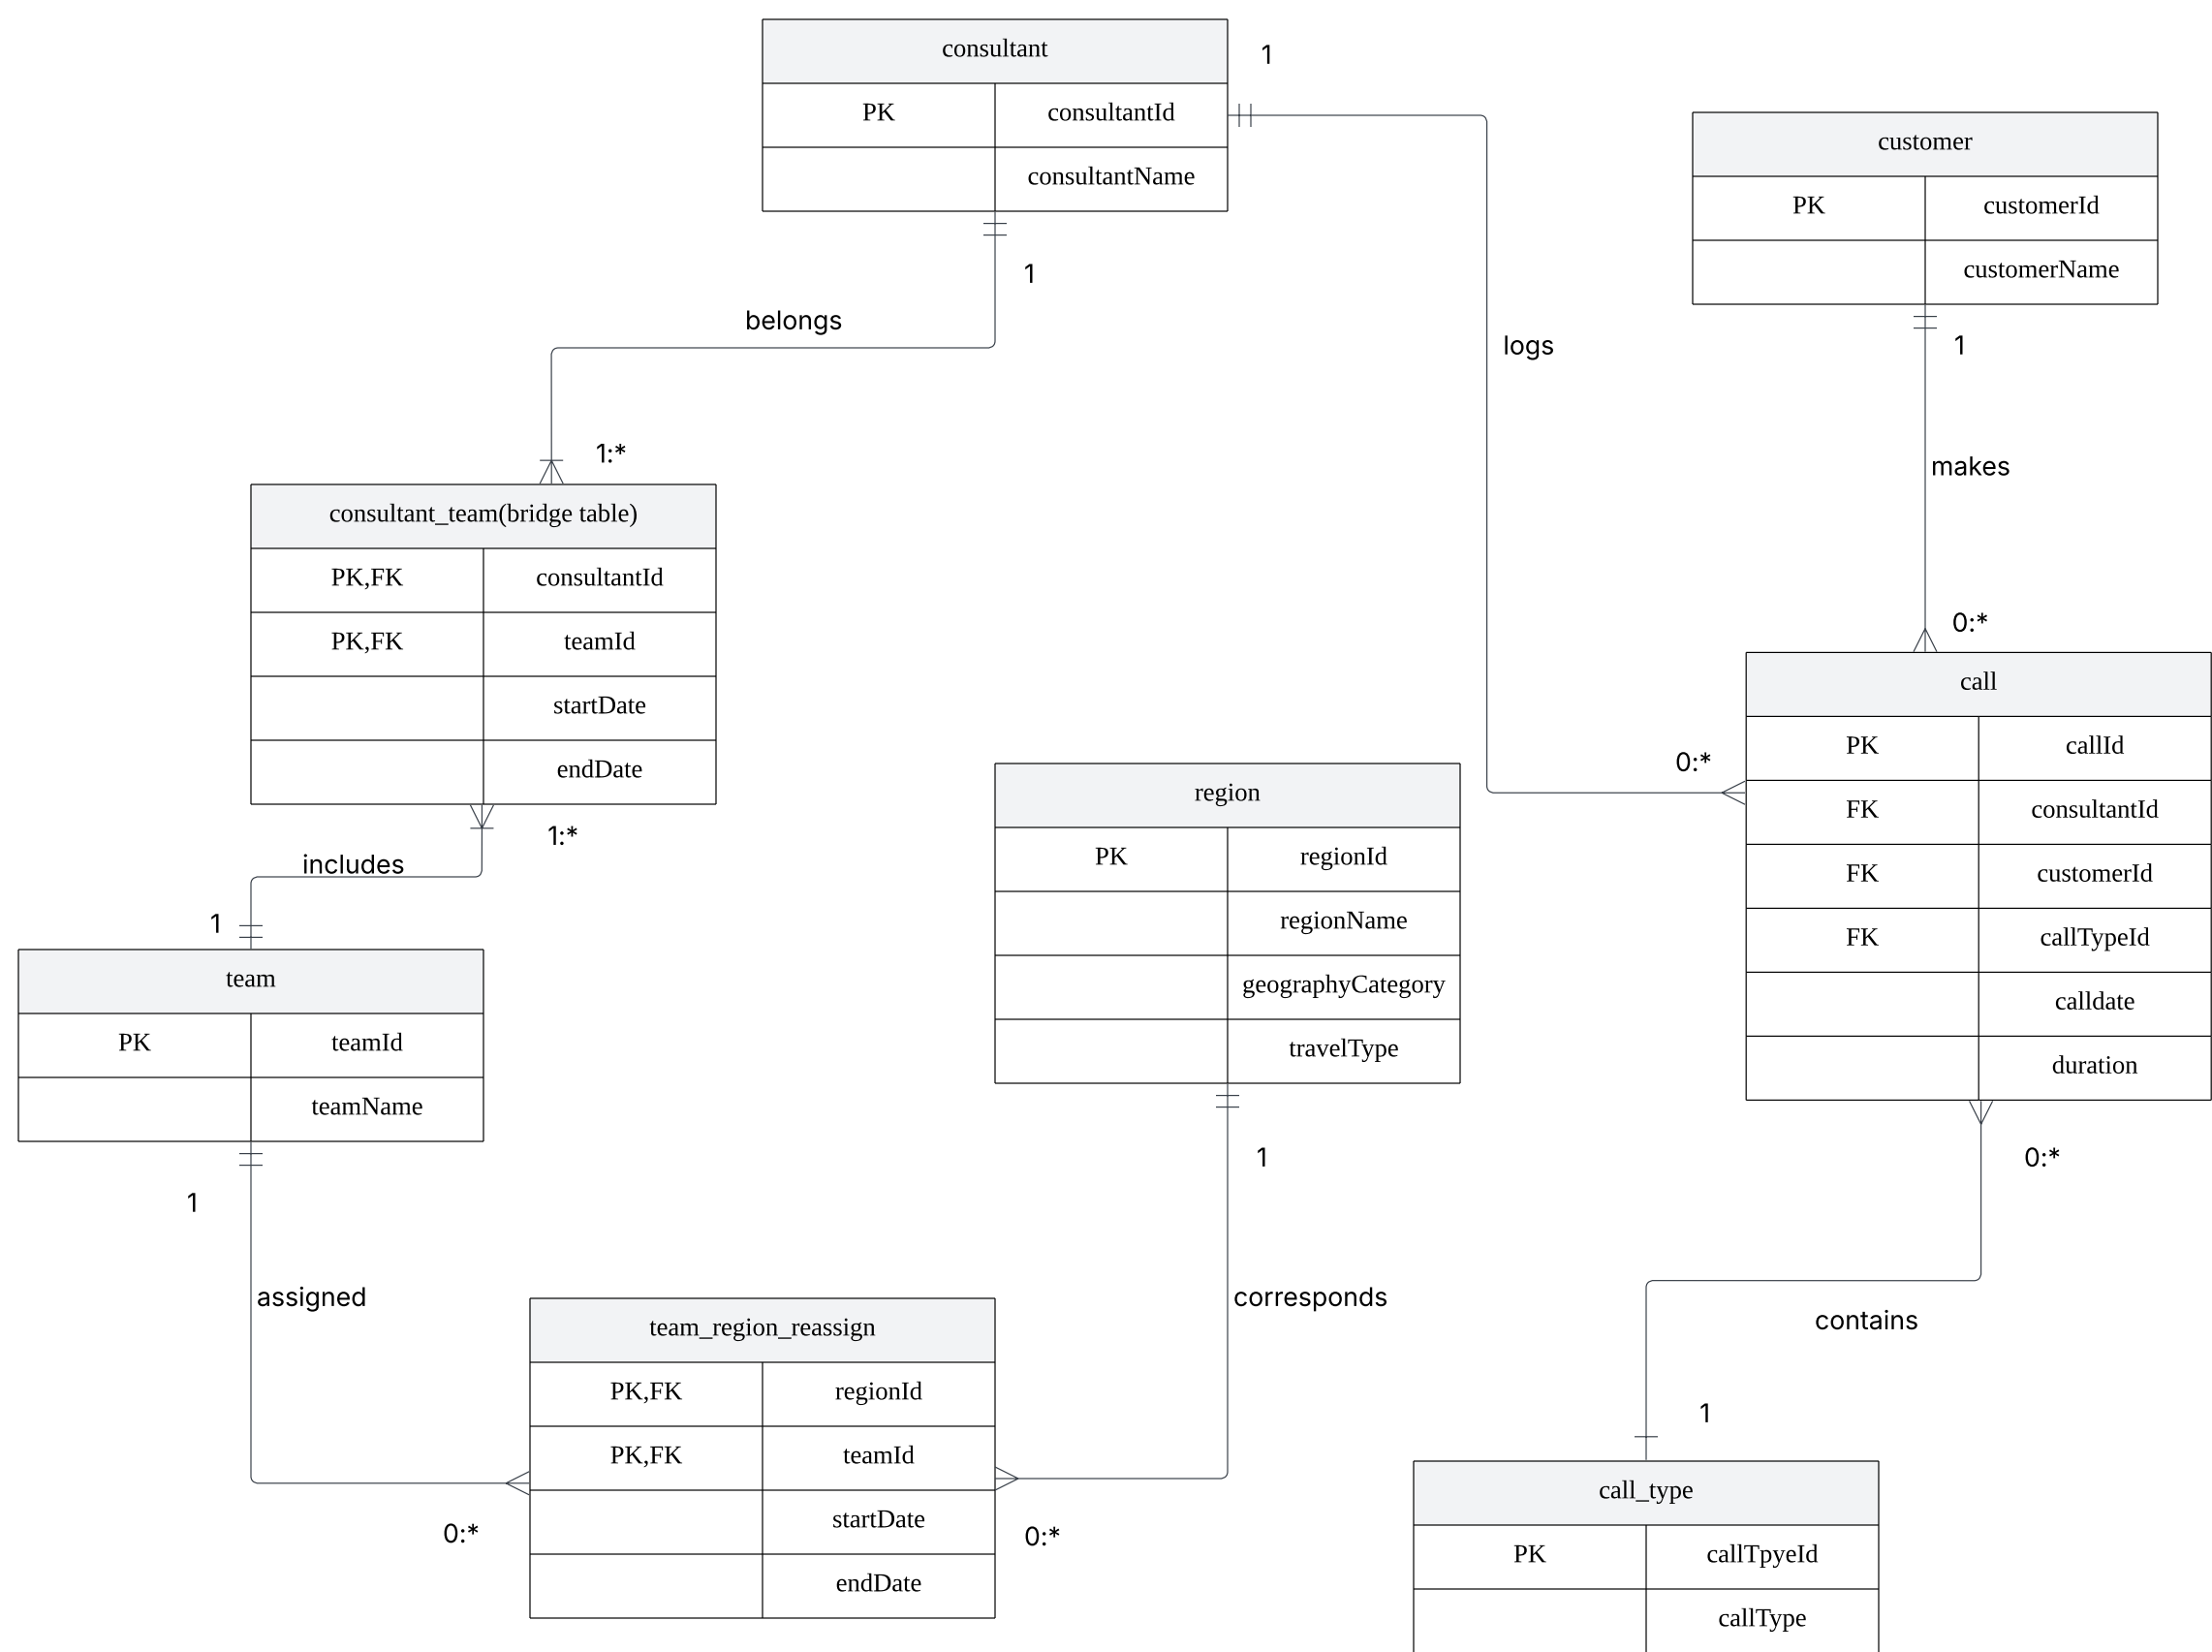 consultant
PK consultantId
consultantName
1
1
belongs
logs
customer
PK customerId
customerName
1
makes
0:*
1:*
consultant_team(bridge table)
PK,FK consultantId
PK,FK teamId
startDate
endDate
1:*
includes
1
team
PK teamId
teamName
1
assigned
0:*
region
PK regionId
regionName
geographyCategory
travelType
1
corresponds
0:*
team_region_reassign
PK,FK regionId
PK,FK teamId
startDate
endDate
0:*
call
PK callId
FK consultantId
FK customerId
FK callTypeId
calldate
duration
0:*
contains
1
call_type
PK callTpyeId
callType